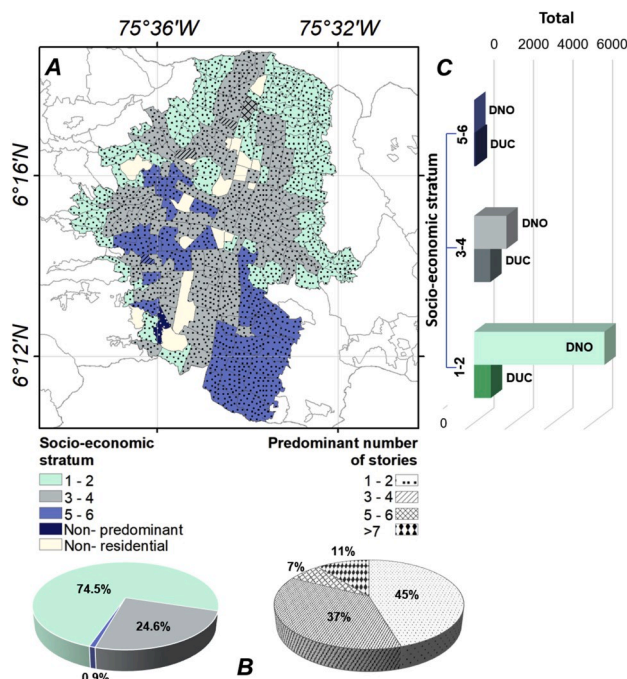 75°36'W 75°32'W
A
6°16'N
6°12'N
C
Total
0 2000 4000 6000
Socio-economic stratum
5-6
DNO
DUC
3-4
DNO
DUC
1-2
DNO
DUC
0
Socio-economic
stratum
1 - 2
3 - 4
5 - 6
Non- predominant
Non- residential
Predominant number
of stories
1 - 2
3 - 4
5 - 6
>7
74.5%
24.6%
0.9%
B
11%
7%
45%
37%